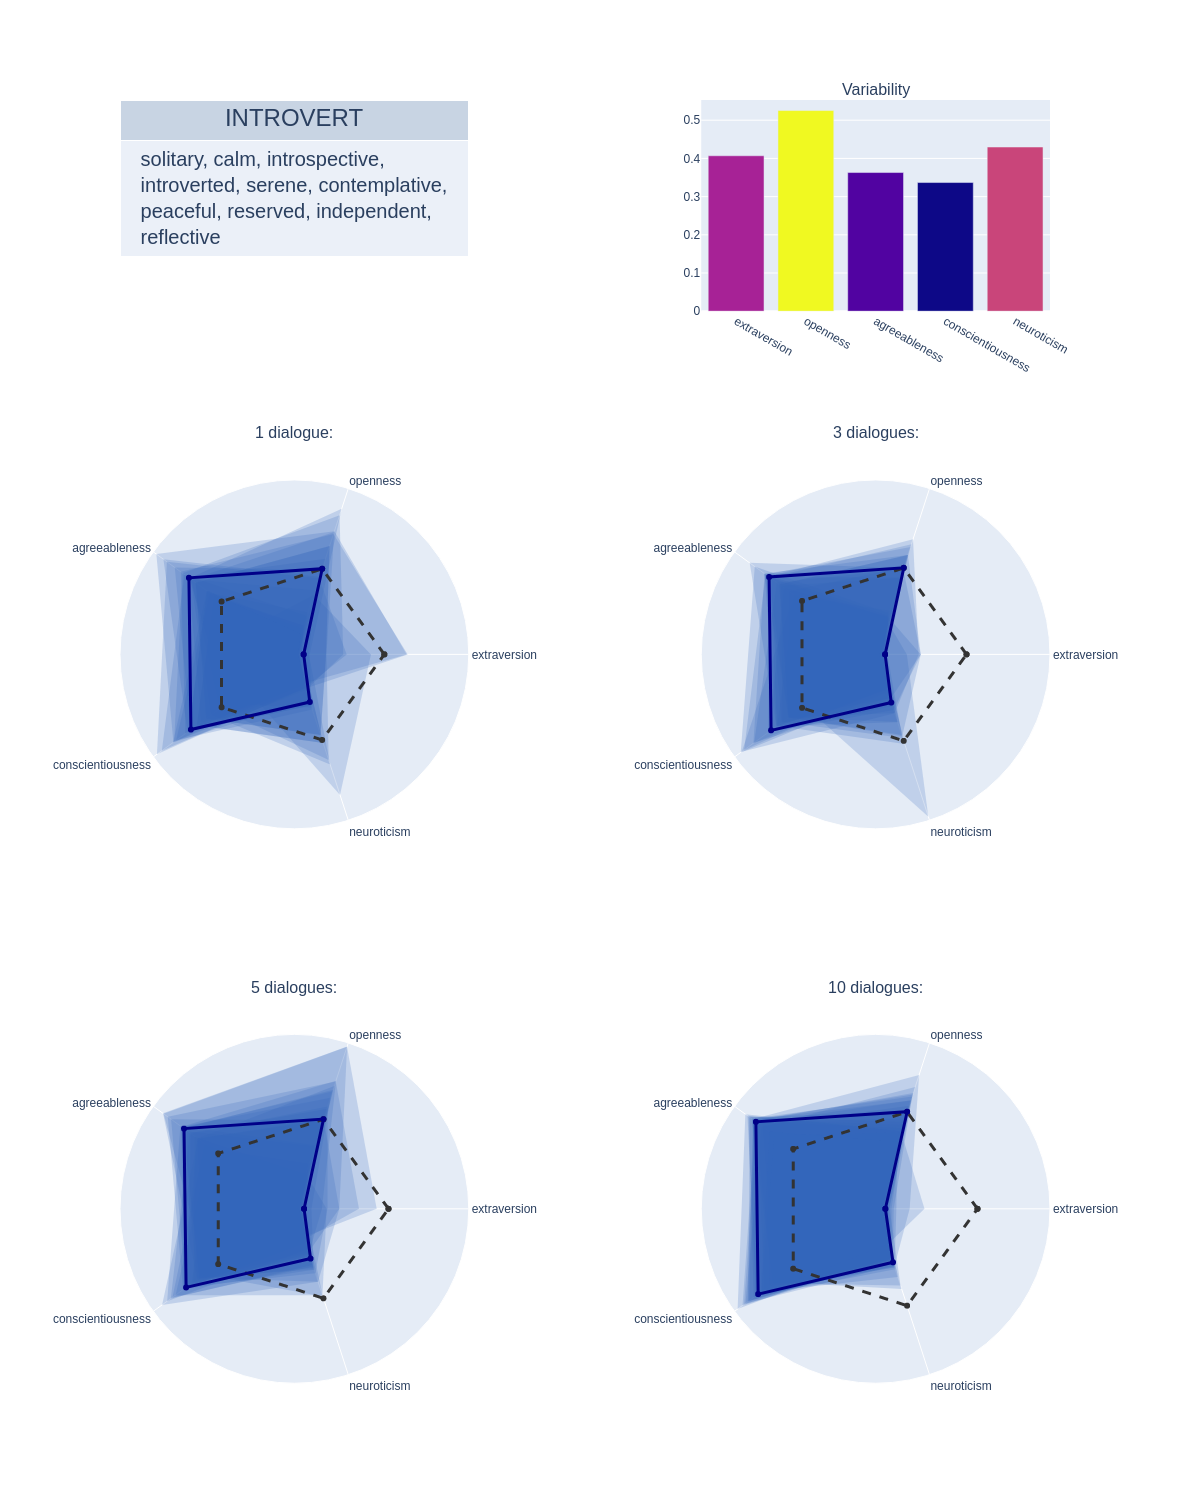 INTROVERT
solitary, calm, introspective,
introverted, serene, contemplative,
peaceful, reserved, independent,
reflective
Variability
0.5
0.4
0.3
0.2
0.1
0
extraversion
openness
agreeableness
conscientiousness
neuroticism
1 dialogue:
openness
agreeableness
extraversion
conscientiousness
neuroticism
3 dialogues:
openness
agreeableness
extraversion
conscientiousness
neuroticism
5 dialogues:
openness
agreeableness
extraversion
conscientiousness
neuroticism
10 dialogues:
openness
agreeableness
extraversion
conscientiousness
neuroticism